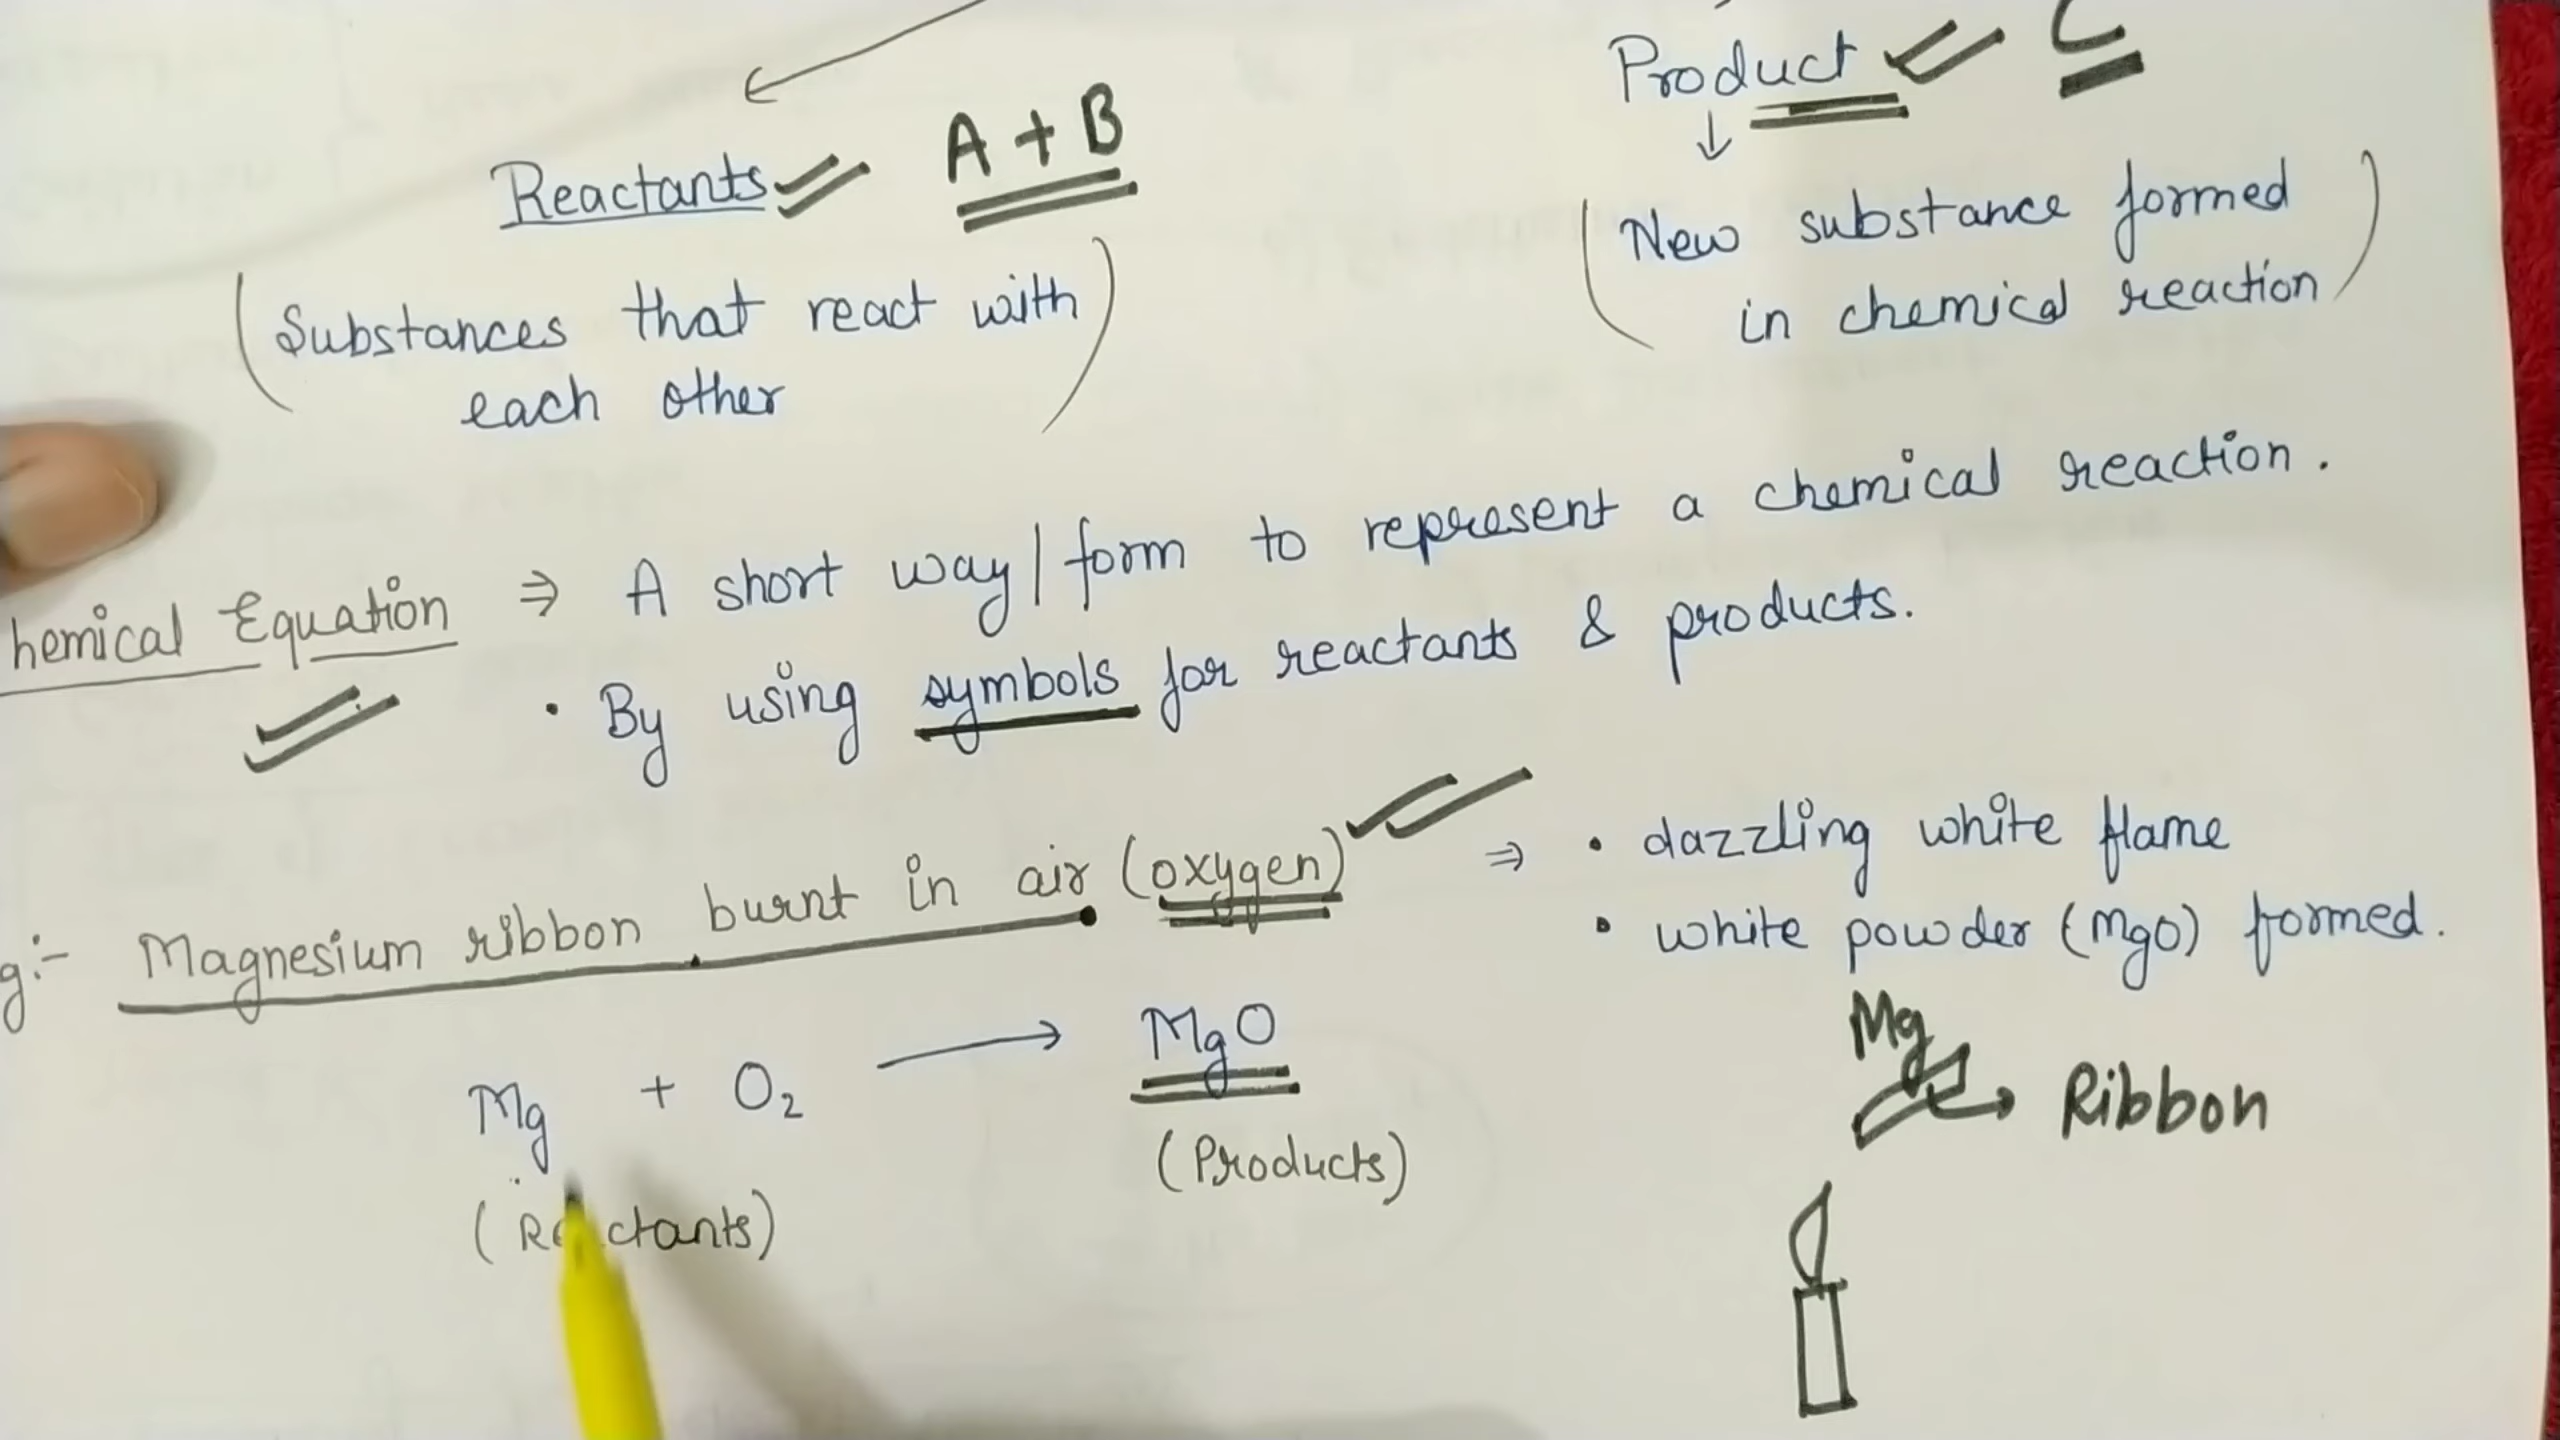 Product C
Reactants A + B
(New substance formed
in chemical reaction)
(Substances that react with
each other)
hemical Equation ⇒ A short way/form to represent a chemical reaction.
• By using symbols for reactants & products.
g:- Magnesium ribbon burnt in air (oxygen) ⇒ • dazzling white flame
• white powder (MgO) formed.
Mg + O₂ → MgO
(Reactants) (Products)
Mg
Ribbon